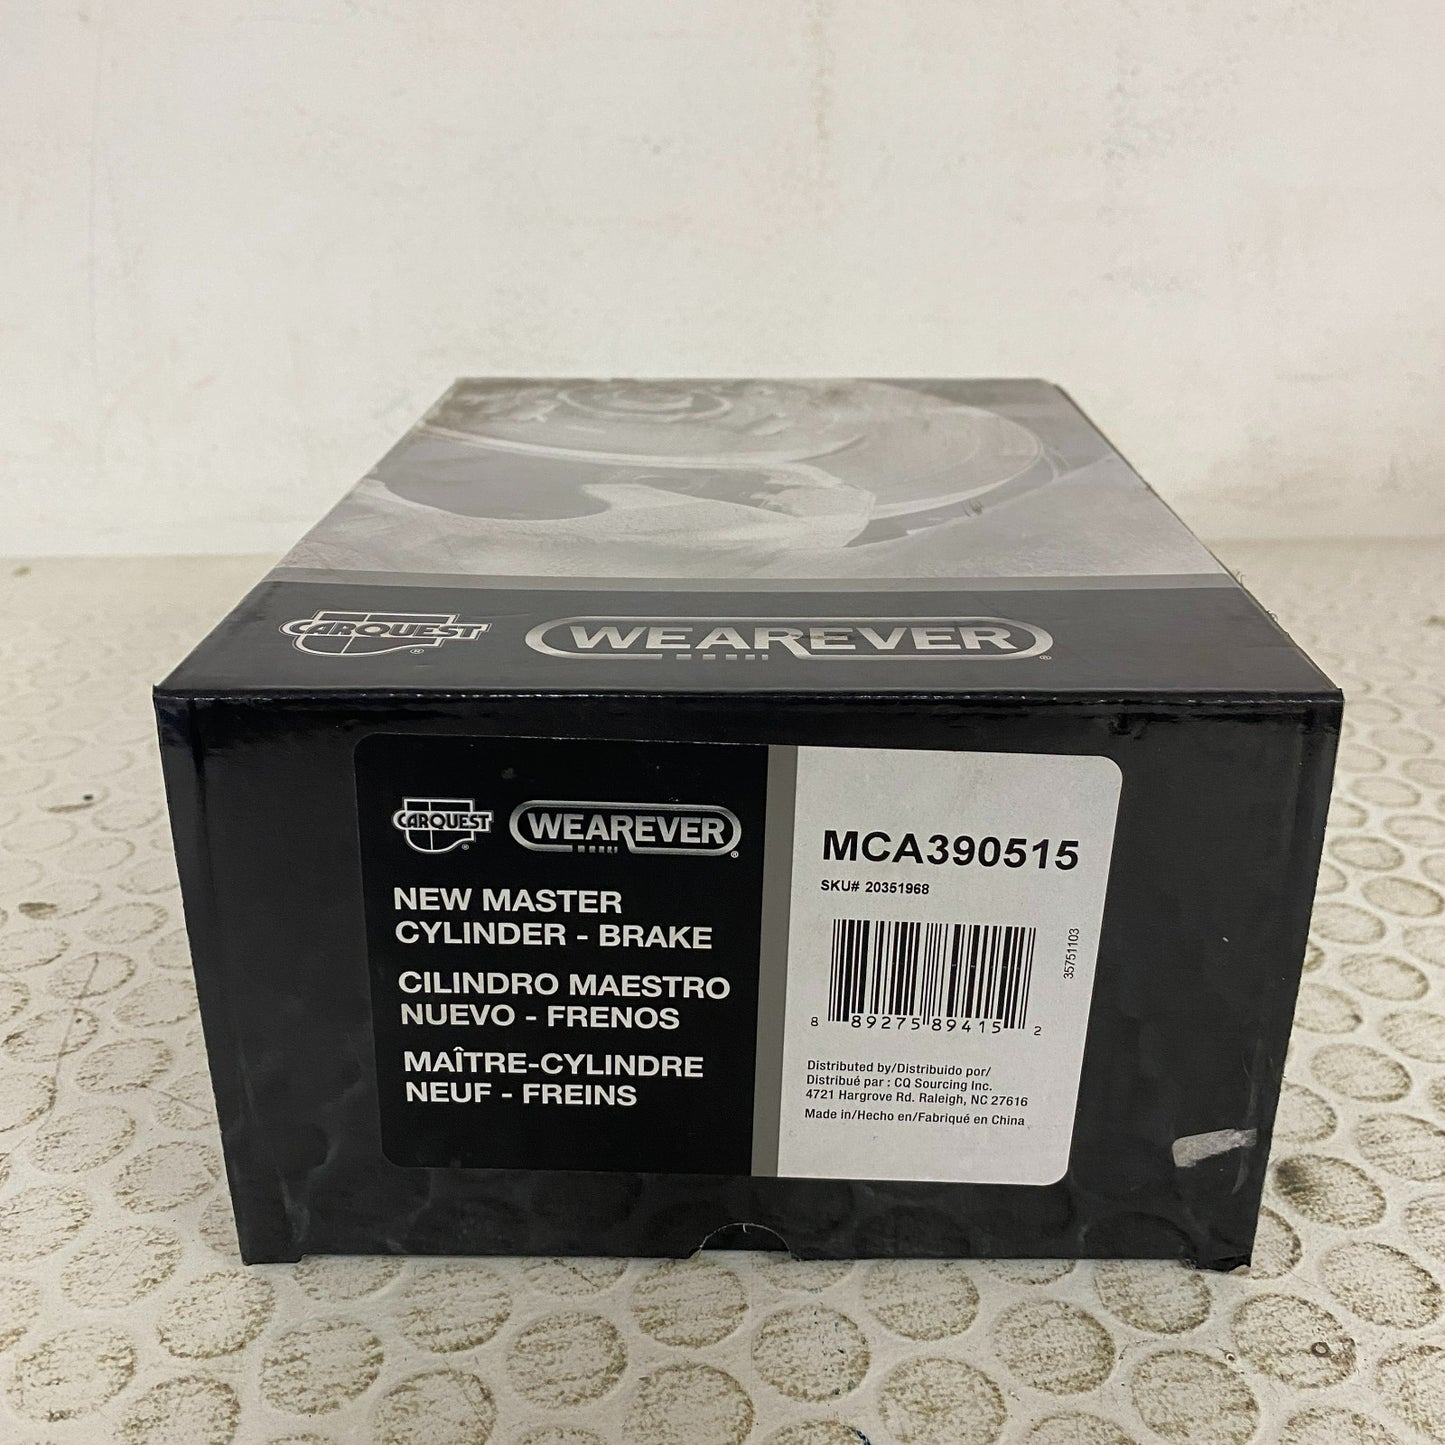 CARQUEST® WEAREVER®
CARQUEST® WEAREVER®
NEW MASTER
CYLINDER - BRAKE
CILINDRO MAESTRO
NUEVO - FRENOS
MAÎTRE-CYLINDRE
NEUF - FREINS
MCA390515
SKU# 20351968
35751103
8 89275 89415 2
Distributed by/Distribuido por/
Distribué par : CQ Sourcing Inc.
4721 Hargrove Rd. Raleigh, NC 27616
Made in/Hecho en/Fabriqué en China